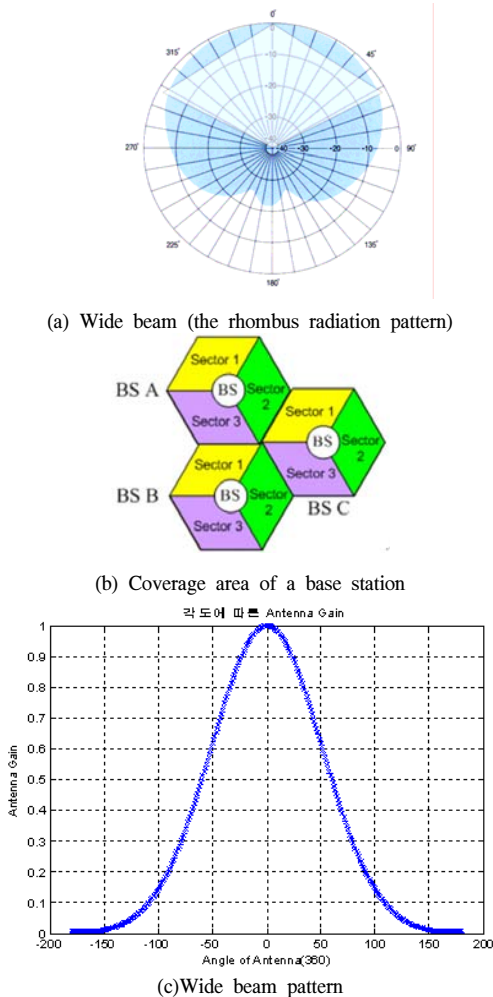 0°
315°
45°
0
-10
-20
-30
-40
270°
-40
-30
-20
-10
0
90°
225°
135°
180°
(a) Wide beam (the rhombus radiation pattern)
Sector 1
BS A
BS
Sector
2
Sector 3
Sector 1
BS
Sector
2
Sector 3
BS C
Sector 1
BS B
BS
Sector
2
Sector 3
(b) Coverage area of a base station
각도에 따른 Antenna Gain
1
0.9
0.8
0.7
0.6
0.5
0.4
0.3
0.2
0.1
0
Antenna Gain
-200 -150 -100 -50 0 50 100 150 200
Angle of Antenna(360)
(c)Wide beam pattern